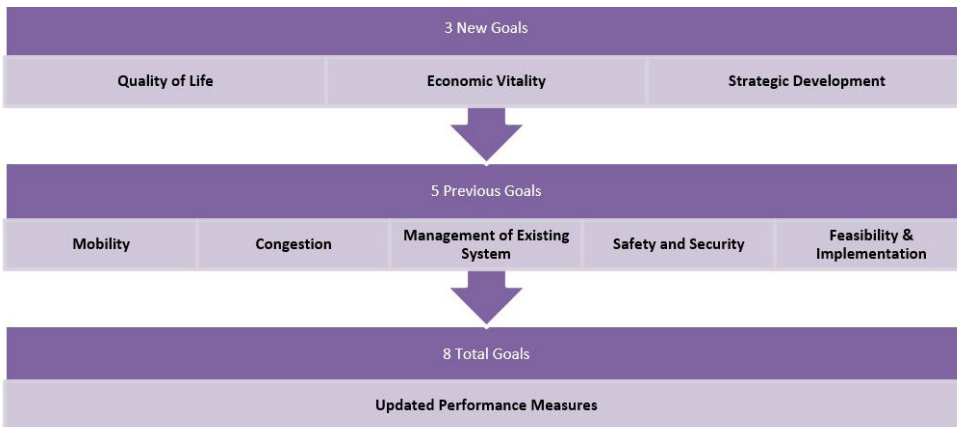 3 New Goals
Quality of Life
Economic Vitality
Strategic Development
5 Previous Goals
Mobility
Congestion
Management of Existing
System
Safety and Security
Feasibility &
Implementation
8 Total Goals
Updated Performance Measures